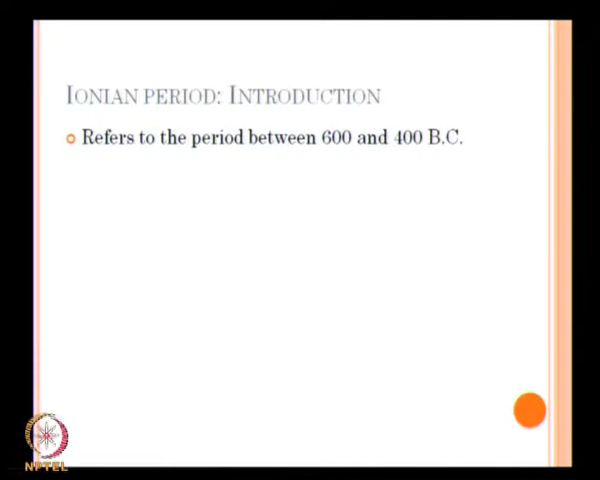 IONIAN PERIOD: INTRODUCTION
Refers to the period between 600 and 400 B.C.
NPTEL